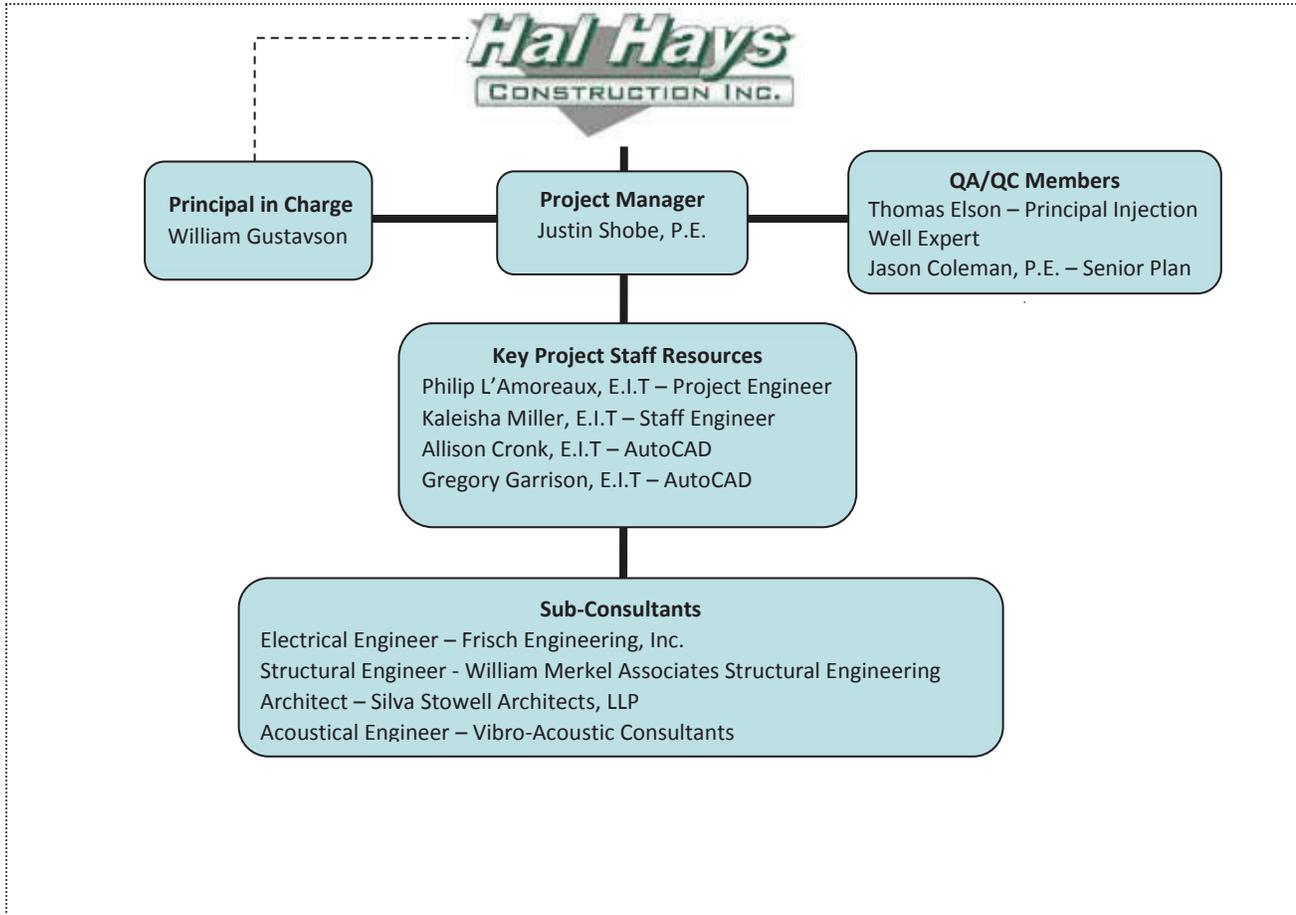 Hal Hays
CONSTRUCTION INC.
Principal in Charge
William Gustavson
Project Manager
Justin Shobe, P.E.
QA/QC Members
Thomas Elson – Principal Injection
Well Expert
Jason Coleman, P.E. – Senior Plan
Key Project Staff Resources
Philip L’Amoreaux, E.I.T – Project Engineer
Kaleisha Miller, E.I.T – Staff Engineer
Allison Cronk, E.I.T – AutoCAD
Gregory Garrison, E.I.T – AutoCAD
Sub-Consultants
Electrical Engineer – Frisch Engineering, Inc.
Structural Engineer - William Merkel Associates Structural Engineering
Architect – Silva Stowell Architects, LLP
Acoustical Engineer – Vibro-Acoustic Consultants